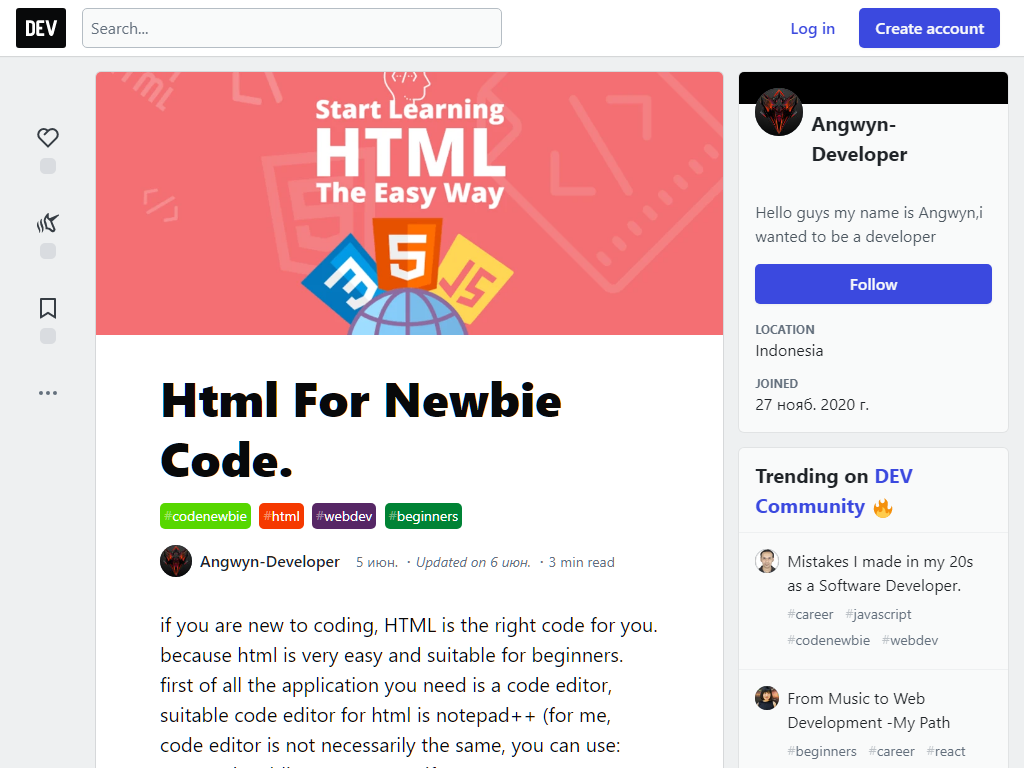 DEV
Search...
Log in
Create account
Start Learning
HTML
The Easy Way
5
JS
Html For Newbie
Code.
#codenewbie #html #webdev #beginners
Angwyn-Developer 5 июн. · Updated on 6 июн. · 3 min read
if you are new to coding, HTML is the right code for you.
because html is very easy and suitable for beginners.
first of all the application you need is a code editor,
suitable code editor for html is notepad++ (for me,
code editor is not necessarily the same, you can use:
Angwyn-
Developer
Hello guys my name is Angwyn,i
wanted to be a developer
Follow
LOCATION
Indonesia
JOINED
27 нояб. 2020 г.
Trending on DEV
Community 🔥
Mistakes I made in my 20s
as a Software Developer.
#career #javascript
#codenewbie #webdev
From Music to Web
Development -My Path
#beginners #career #react